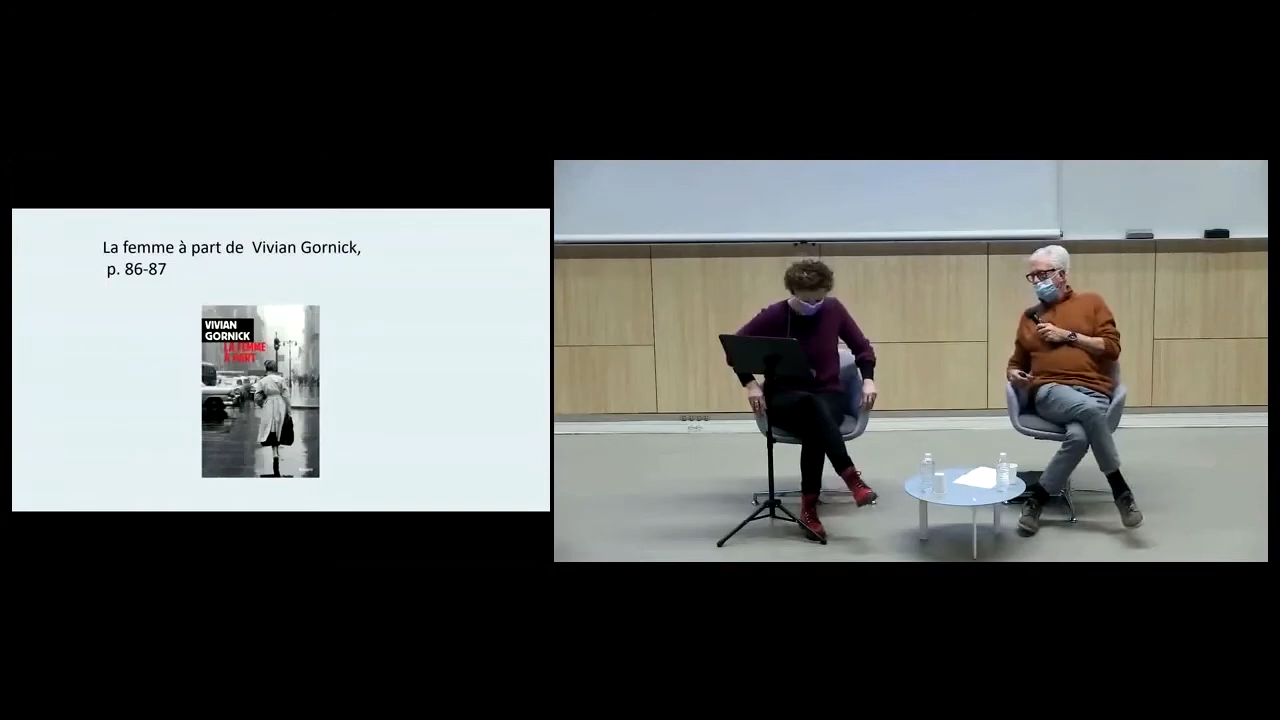 La femme à part de  Vivian Gornick,
p. 86-87
VIVIAN
GORNICK
LA FEMME
À PART